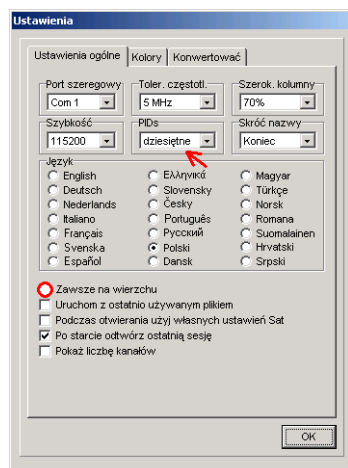 Ustawienia
Ustawienia ogólne Kolory Konwertować
Port szeregowy Toler. częstotl. Szerok. kolumny
Com 1 5 MHz 70%
Szybkość PIDs Skróć nazwy
115200 dziesiętne Koniec
Język
English Ελληνικά Magyar
Deutsch Slovensky Türkçe
Nederlands Česky Norsk
Italiano Português Romana
Français Русский Suomalainen
Svenska Polski Hrvatski
Español Dansk Srpski
Zawsze na wierzchu
Uruchom z ostatnio używanym plikiem
Podczas otwierania użyj własnych ustawień Sat
Po starcie odtwórz ostatnią sesję
Pokaż liczbę kanałów
OK